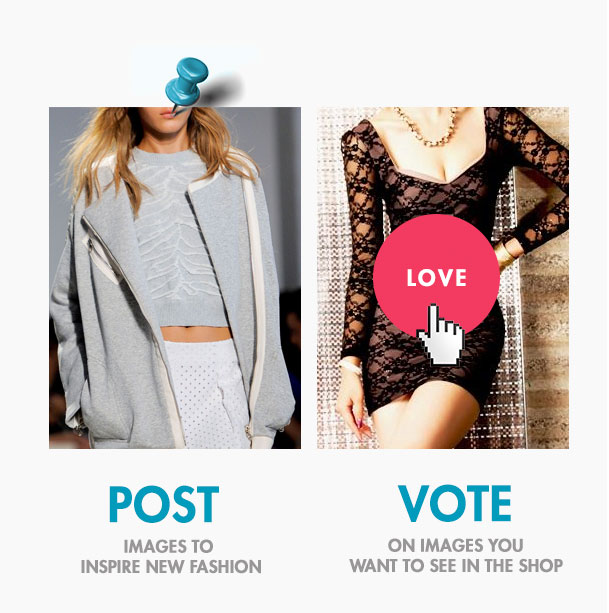 LOVE
POST
IMAGES TO
INSPIRE NEW FASHION
VOTE
ON IMAGES YOU
WANT TO SEE IN THE SHOP